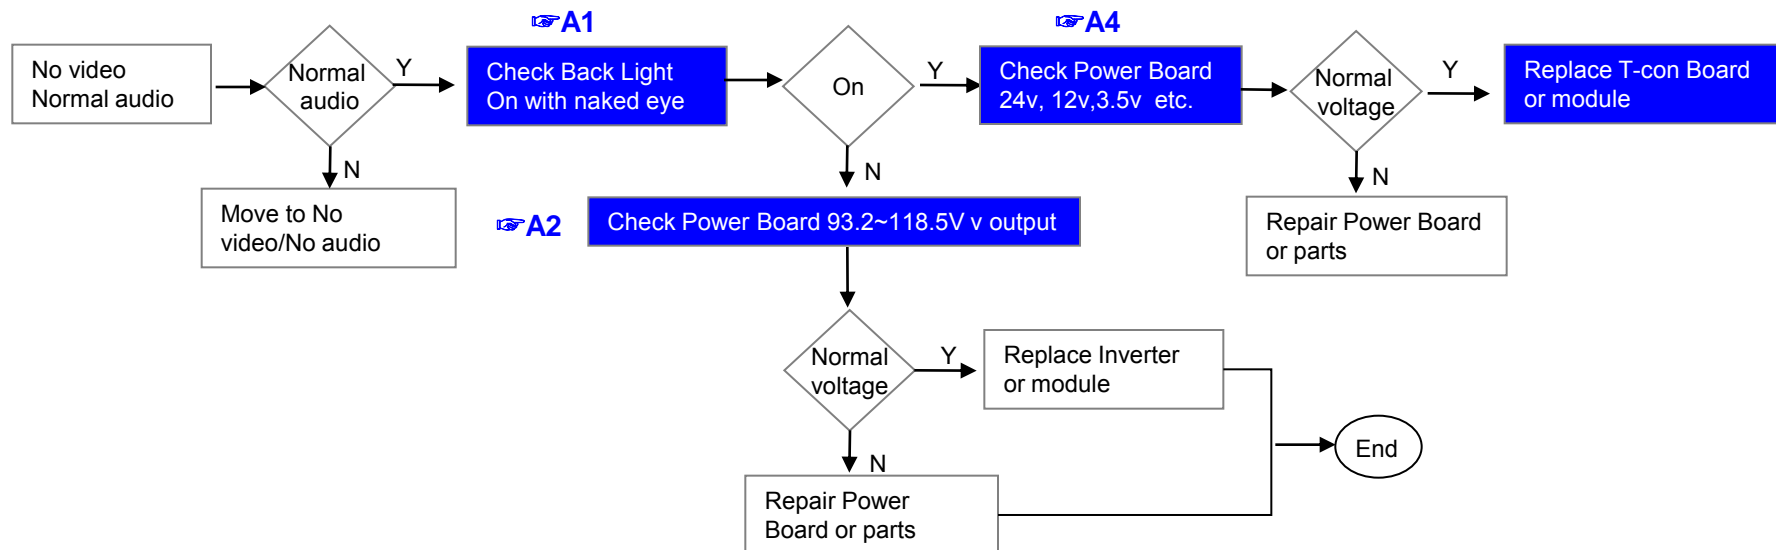 ☞A1
☞A4
No video
Normal audio
Normal
audio
Y
Check Back Light
On with naked eye
On
Y
Check Power Board
24v, 12v,3.5v etc.
Normal
voltage
Y
Replace T-con Board
or module
N
Move to No
video/No audio
N
☞A2
Check Power Board 93.2~118.5V v output
N
Repair Power Board
or parts
Normal
voltage
Y
Replace Inverter
or module
End
N
Repair Power
Board or parts